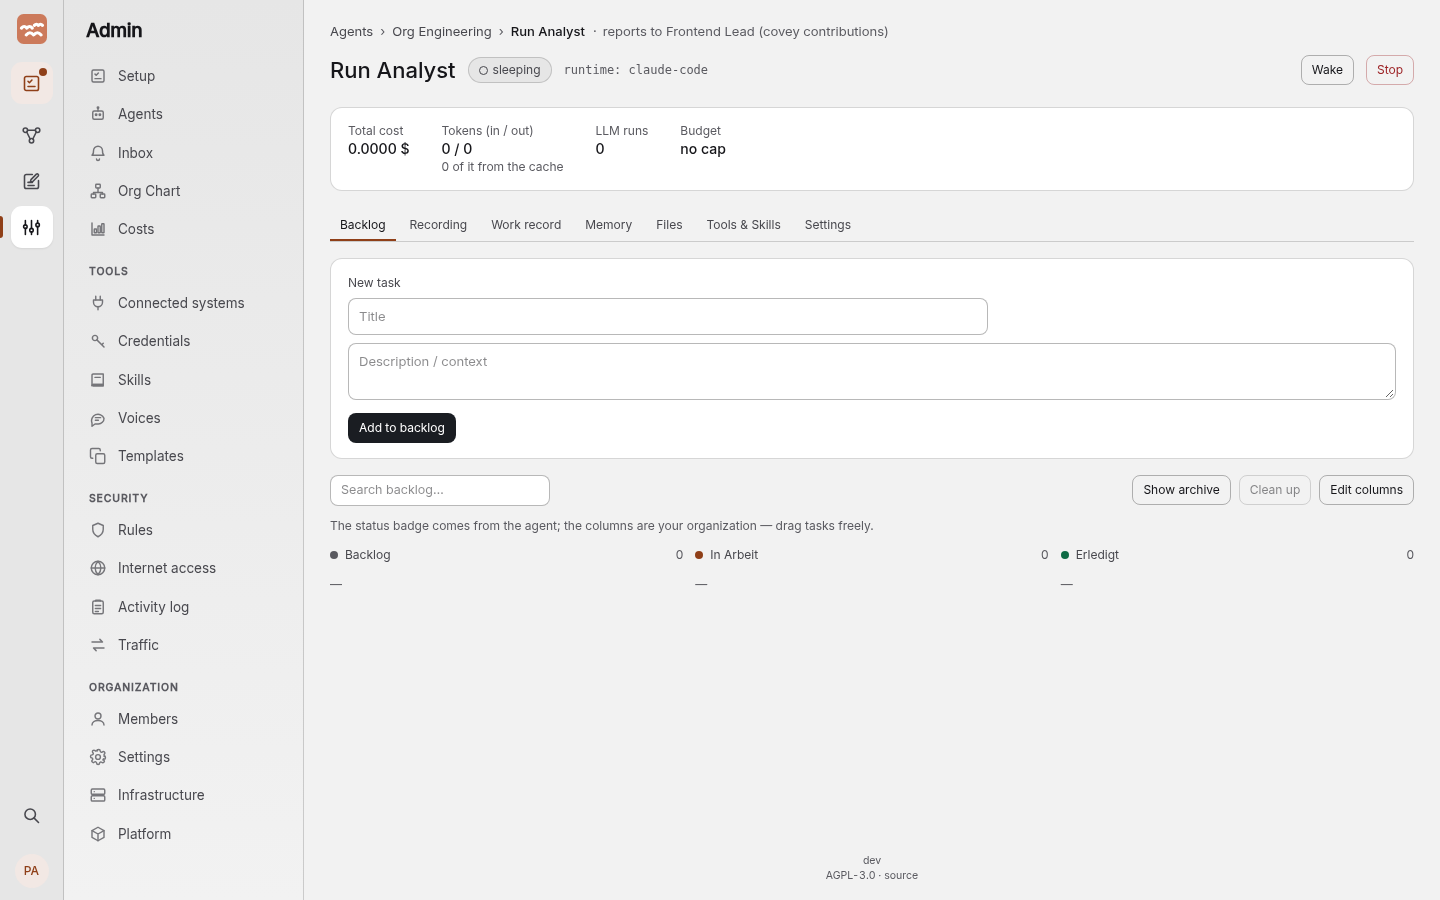 Admin
Setup
Agents
Inbox
Org Chart
Costs
TOOLS
Connected systems
Credentials
Skills
Voices
Templates
SECURITY
Rules
Internet access
Activity log
Traffic
ORGANIZATION
Members
Settings
Infrastructure
Platform
PA
Agents › Org Engineering › Run Analyst · reports to Frontend Lead (covey contributions)
Run Analyst sleeping runtime: claude-code Wake Stop
Total cost Tokens (in / out) LLM runs Budget
0.0000 $ 0 / 0 0 no cap
0 of it from the cache
Backlog Recording Work record Memory Files Tools & Skills Settings
New task
Title
Description / context
Add to backlog
Search backlog... Show archive Clean up Edit columns
The status badge comes from the agent; the columns are your organization — drag tasks freely.
Backlog 0 In Arbeit 0 Erledigt 0
— — —
dev
AGPL-3.0 · source